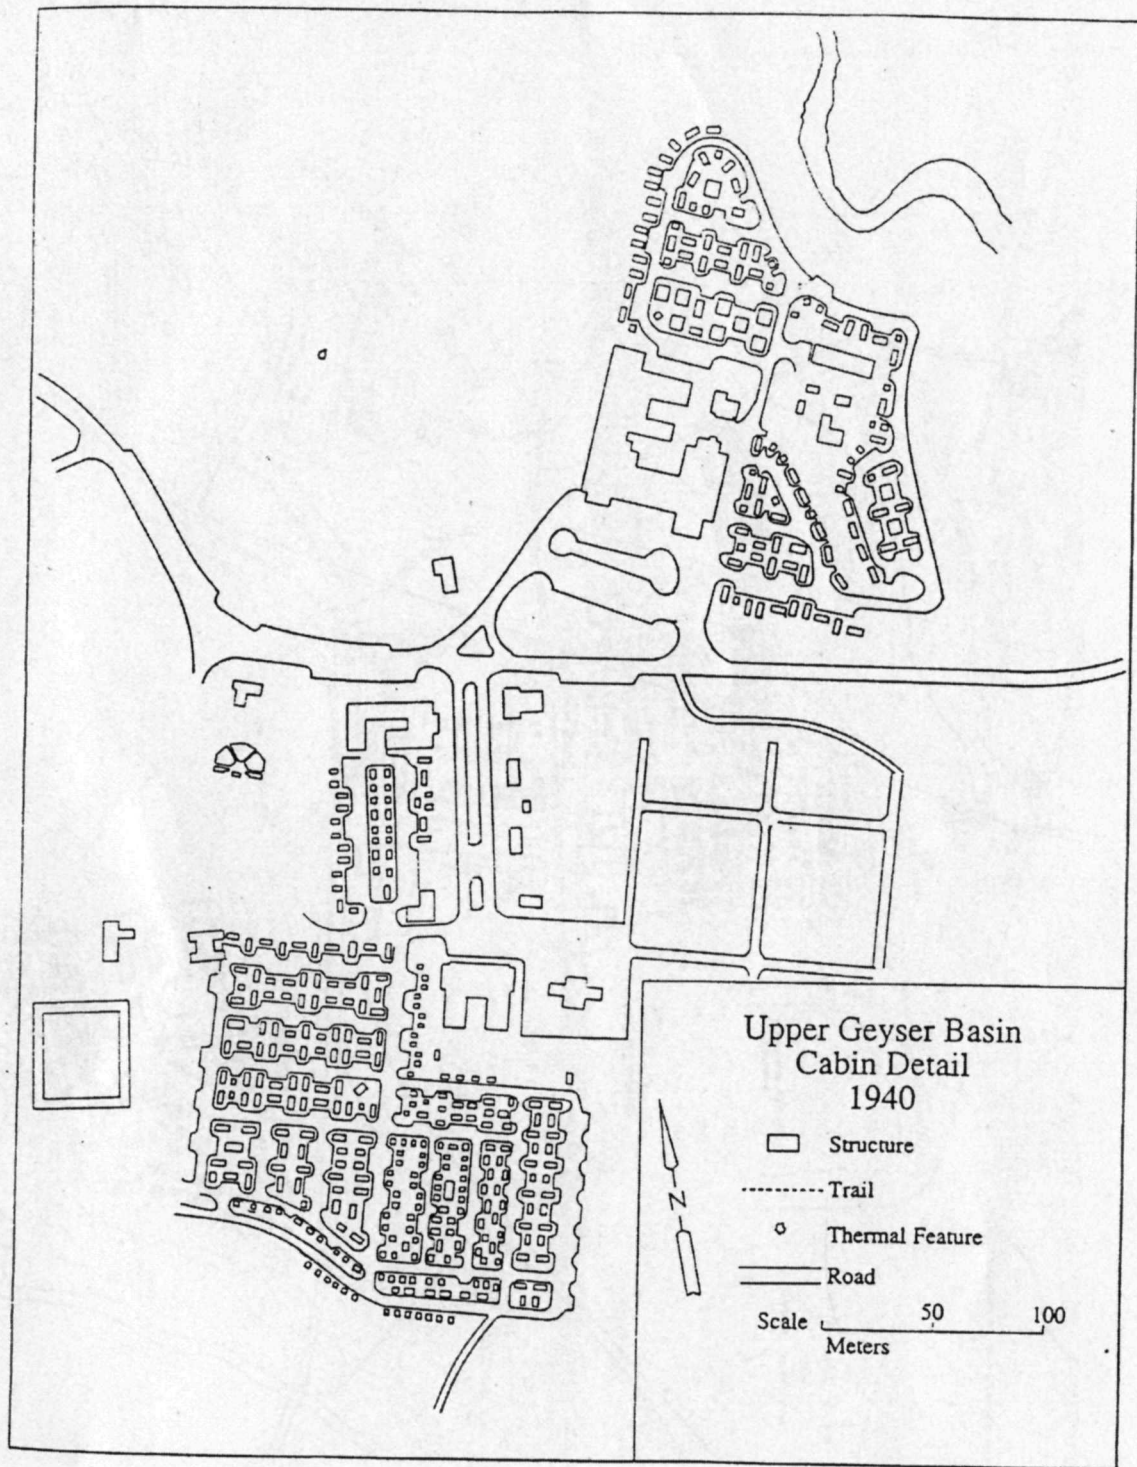 Upper Geyser Basin
Cabin Detail
1940
Structure
Trail
Thermal Feature
Road
N
Scale
50
100
Meters